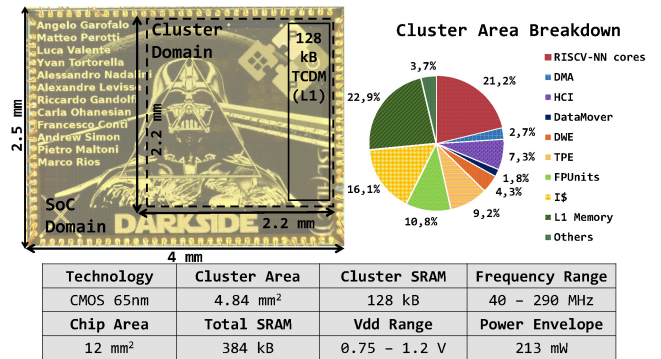 Angelo Garofalo
Matteo Perotti
Luca Valente
Yvan Tortorella
Alessandro Nadalini
Alexandre Levisse
Riccardo Gandolfi
Carla Ohanesian
Francesco Conti
Andrew Simon
Pietro Maltoni
Marco Rios
Cluster
Domain
128
kB
TCDM
(L1)
2.5 mm
2.2 mm
SoC
Domain
DARKSIDE
2.2 mm
4 mm
Cluster Area Breakdown
3,7%
21,2%
22,9%
2,7%
7,3%
1,8%
4,3%
16,1%
10,8%
9,2%
RISCV-NN cores
DMA
HCI
DataMover
DWE
TPE
FPUnits
I$
L1 Memory
Others
Technology Cluster Area Cluster SRAM Frequency Range
CMOS 65nm 4.84 mm² 128 kB 40 – 290 MHz
Chip Area Total SRAM Vdd Range Power Envelope
12 mm² 384 kB 0.75 – 1.2 V 213 mW